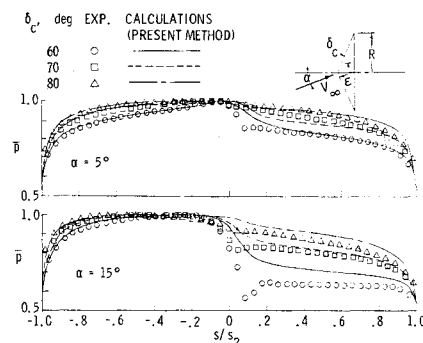 δc, deg EXP. CALCULATIONS
(PRESENT METHOD)
60
70
80
δc
R
α
V∞
ε
1.0
p̄
0.5
α = 5°
1.0
p̄
0.5
α = 15°
-1.0 -.8 -.6 -.4 -.2 0 .2 .4 .6 .8 1.0
s/s2